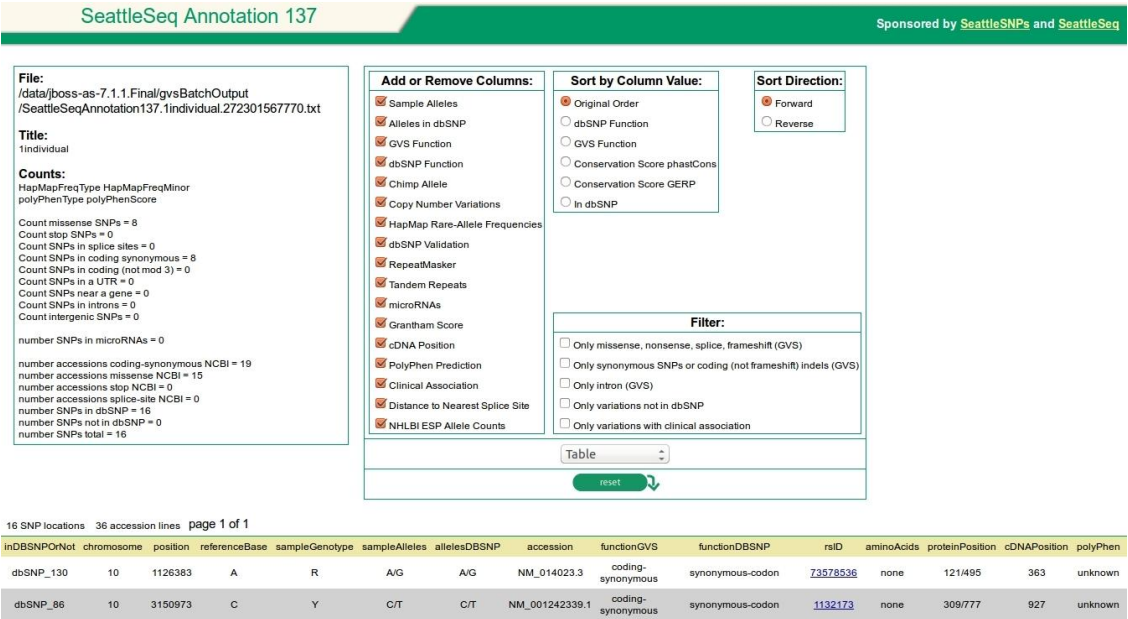 SeattleSeq Annotation 137
Sponsored by SeattleSNPs and SeattleSeq
File:
/data/jboss-as-7.1.1.Final/gvsBatchOutput
/SeattleSeqAnnotation137.1individual.272301567770.txt
Title:
1individual
Counts:
HapMapFreqType HapMapFreqMinor
polyPhenType polyPhenScore
Count missense SNPs = 8
Count stop SNPs = 0
Count SNPs in splice sites = 0
Count SNPs in coding synonymous = 8
Count SNPs in coding (not mod 3) = 0
Count SNPs in a UTR = 0
Count SNPs near a gene = 0
Count SNPs in introns = 0
Count intergenic SNPs = 0
number SNPs in microRNAs = 0
number accessions coding-synonymous NCBI = 19
number accessions missense NCBI = 15
number accessions stop NCBI = 0
number accessions splice-site NCBI = 0
number SNPs in dbSNP = 16
number SNPs not in dbSNP = 0
number SNPs total = 16
Add or Remove Columns:
Sample Alleles
Alleles in dbSNP
GVS Function
dbSNP Function
Chimp Allele
Copy Number Variations
HapMap Rare-Allele Frequencies
dbSNP Validation
RepeatMasker
Tandem Repeats
microRNAs
Grantham Score
cDNA Position
PolyPhen Prediction
Clinical Association
Distance to Nearest Splice Site
NHLBI ESP Allele Counts
Sort by Column Value:
Original Order
dbSNP Function
GVS Function
Conservation Score phastCons
Conservation Score GERP
In dbSNP
Sort Direction:
Forward
Reverse
Filter:
Only missense, nonsense, splice, frameshift (GVS)
Only synonymous SNPs or coding (not frameshift) indels (GVS)
Only intron (GVS)
Only variations not in dbSNP
Only variations with clinical association
Table
reset
16 SNP locations 36 accession lines page 1 of 1
inDBSNPOrNot chromosome position referenceBase sampleGenotype sampleAlleles allelesDBSNP accession functionGVS functionDBSNP rsID aminoAcids proteinPosition cDNAPosition polyPhen
dbSNP_130 10 1126383 A R A/G A/G NM_014023.3 coding-synonymous synonymous-codon 73578536 none 121/495 363 unknown
dbSNP_86 10 3150973 C Y C/T C/T NM_001242339.1 coding-synonymous synonymous-codon 1132173 none 309/777 927 unknown